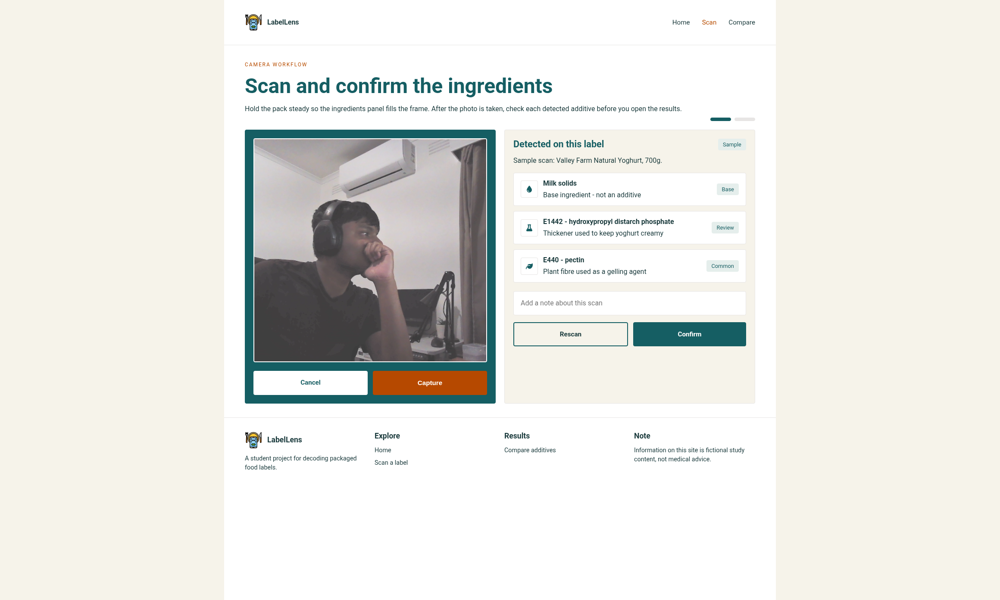 LabelLens
Home
Scan
Compare
CAMERA WORKFLOW
Scan and confirm the ingredients
Hold the pack steady so the ingredients panel fills the frame. After the photo is taken, check each detected additive before you open the results.
Cancel
Capture
Detected on this label
Sample
Sample scan: Valley Farm Natural Yoghurt, 700g.
Milk solids
Base ingredient - not an additive
Base
E1442 - hydroxypropyl distarch phosphate
Thickener used to keep yoghurt creamy
Review
E440 - pectin
Plant fibre used as a gelling agent
Common
Add a note about this scan
Rescan
Confirm
LabelLens
A student project for decoding packaged
food labels.
Explore
Home
Scan a label
Results
Compare additives
Note
Information on this site is fictional study
content, not medical advice.